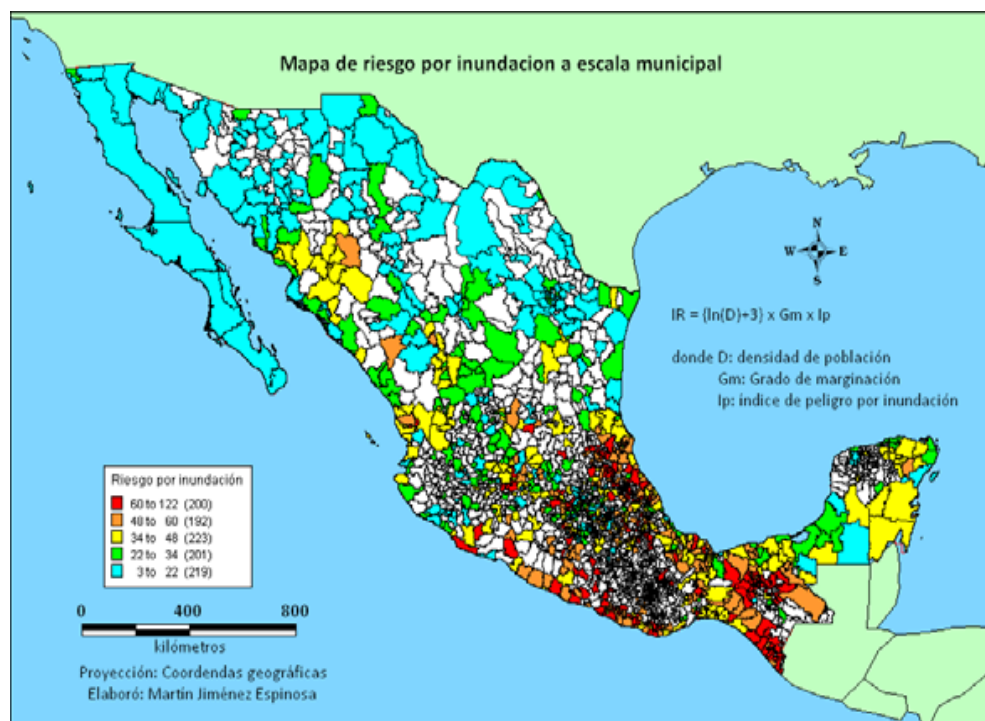 Mapa de riesgo por inundacion a escala municipal
N
W E
S
IR = {ln(D)+3} x Gm x Ip
donde D: densidad de población
Gm: Grado de marginación
Ip: índice de peligro por inundación
Riesgo por inundación
60 to 122 (200)
48 to 60 (192)
34 to 48 (223)
22 to 34 (201)
3 to 22 (219)
0 400 800
kilómetros
Proyección: Coordendas geográficas
Elaboró: Martín Jiménez Espinosa